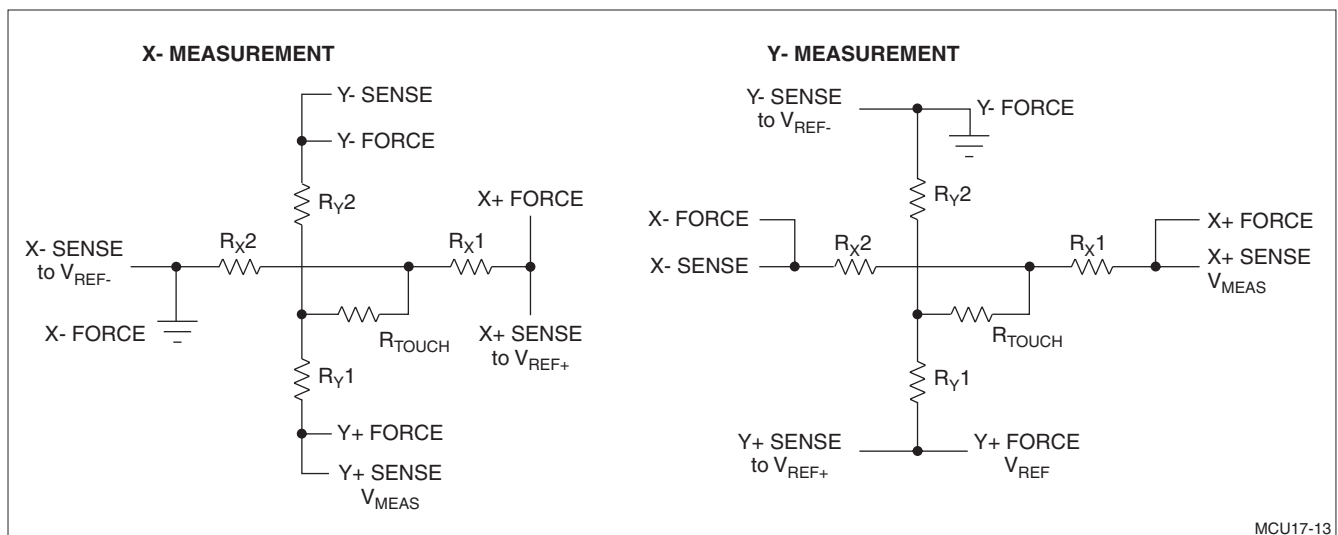 X- MEASUREMENT
Y- SENSE
Y- FORCE
RY2
X+ FORCE
X- SENSE
to VREF-
RX2
RX1
X- FORCE
RTOUCH
X+ SENSE
to VREF+
RY1
Y+ FORCE
Y+ SENSE
VMEAS
Y- MEASUREMENT
Y- SENSE
to VREF-
Y- FORCE
RY2
X- FORCE
X+ FORCE
RX2
RX1
X- SENSE
X+ SENSE
VMEAS
RTOUCH
RY1
Y+ SENSE
to VREF+
Y+ FORCE
VREF
MCU17-13